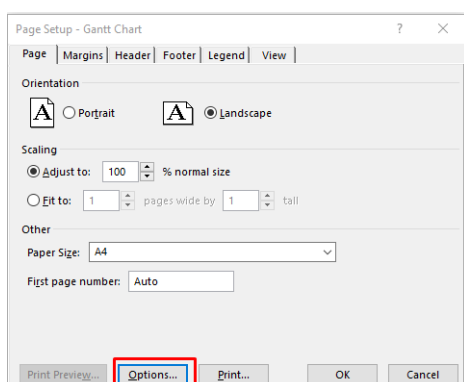 Page Setup - Gantt Chart ? ×
Page Margins Header Footer Legend View
Orientation
A Portrait A Landscape
Scaling
Adjust to: 100 % normal size
Fit to: 1 pages wide by 1 tall
Other
Paper Size: A4
First page number: Auto
Print Preview... Options... Print... OK Cancel